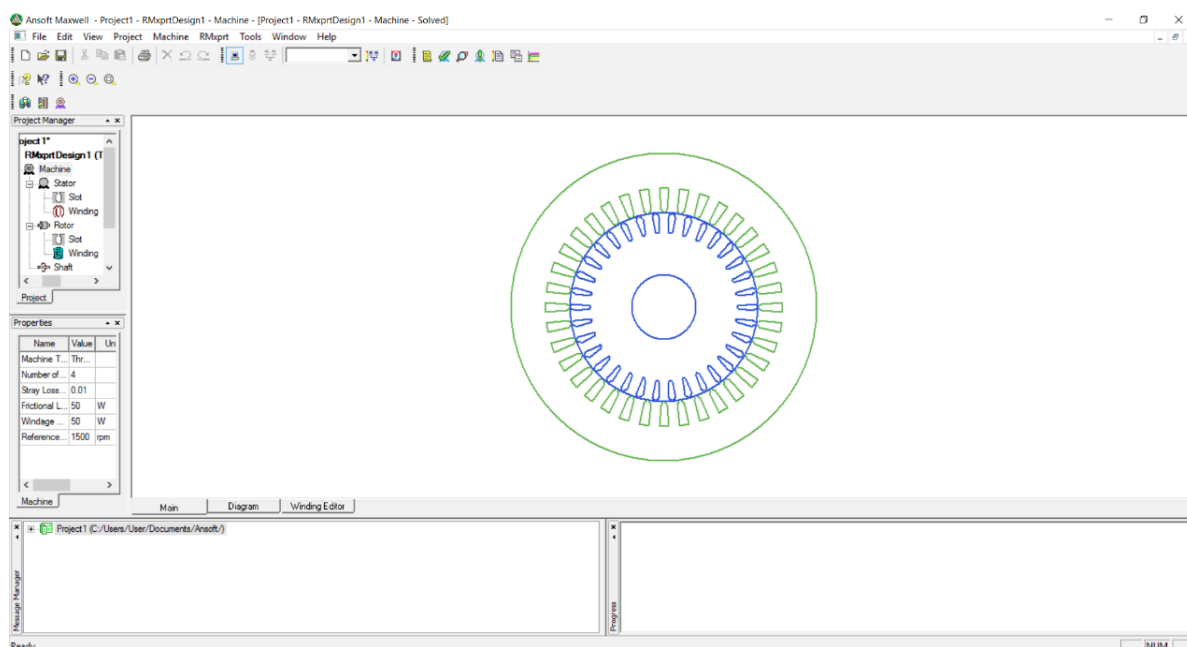 Ansoft Maxwell - Project1 - RMxprtDesign1 - Machine - [Project1 - RMxprtDesign1 - Machine - Solved]
File Edit View Project Machine RMxprt Tools Window Help
Project Manager
oject1*
RMxprtDesign1 (T
Machine
Stator
Slot
Winding
Rotor
Slot
Winding
Shaft
Project
Properties
Name Value Un
Machine T... Thr...
Number of... 4
Stray Loss... 0.01
Frictional L... 50 W
Windage ... 50 W
Reference... 1500 rpm
Machine
Main Diagram Winding Editor
Message Manager
Project1 (C:/Users/User/Documents/Ansoft/)
Progress
Ready
NUM